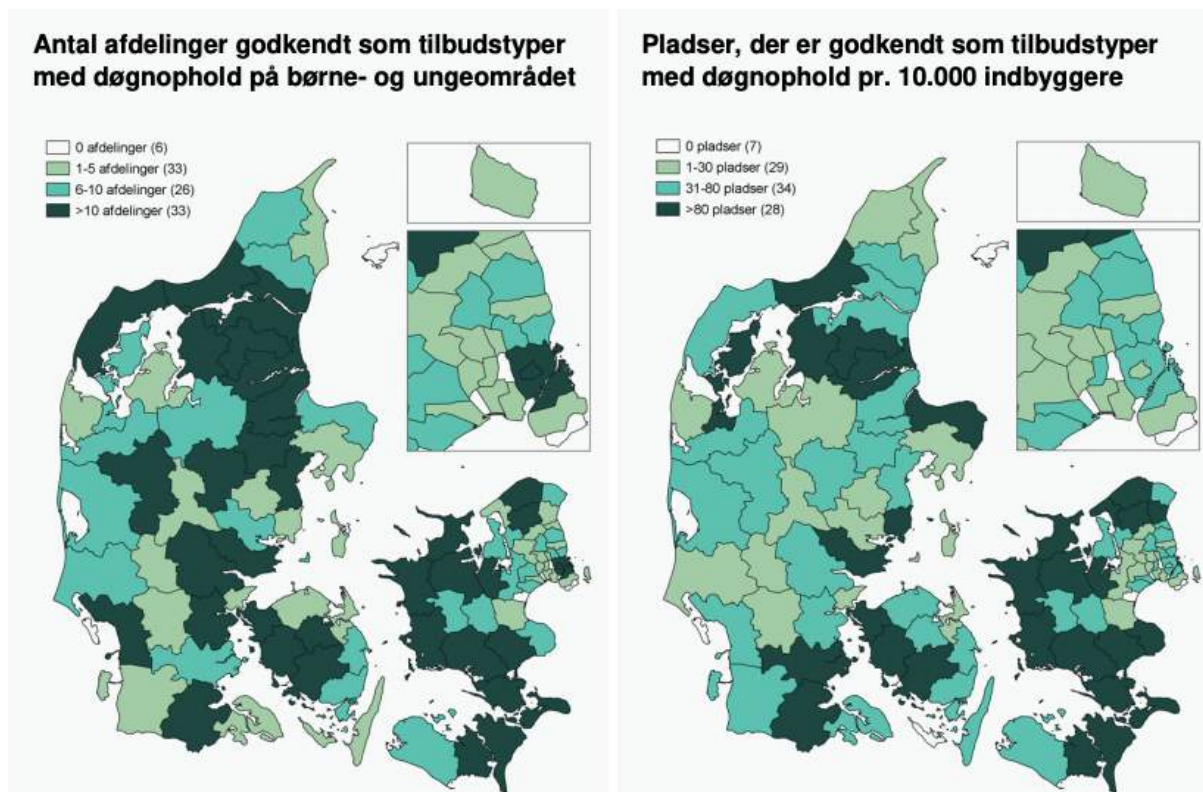 Antal afdelinger godkendt som tilbudstyper
med døgnophold på børne- og ungeområdet
0 afdelinger (6)
1-5 afdelinger (33)
6-10 afdelinger (26)
>10 afdelinger (33)
Pladser, der er godkendt som tilbudstyper
med døgnophold pr. 10.000 indbyggere
0 pladser (7)
1-30 pladser (29)
31-80 pladser (34)
>80 pladser (28)